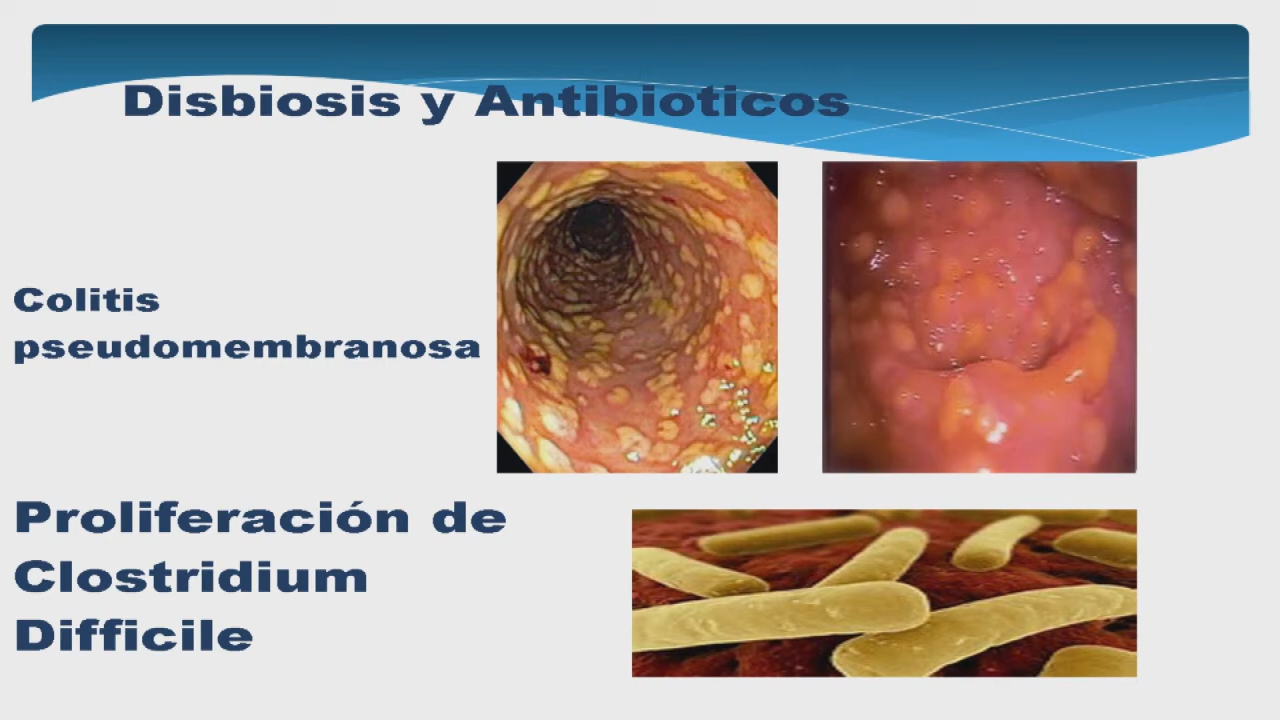 Disbiosis y Antibioticos
Colitis
pseudomembranosa
Proliferación de
Clostridium
Difficile